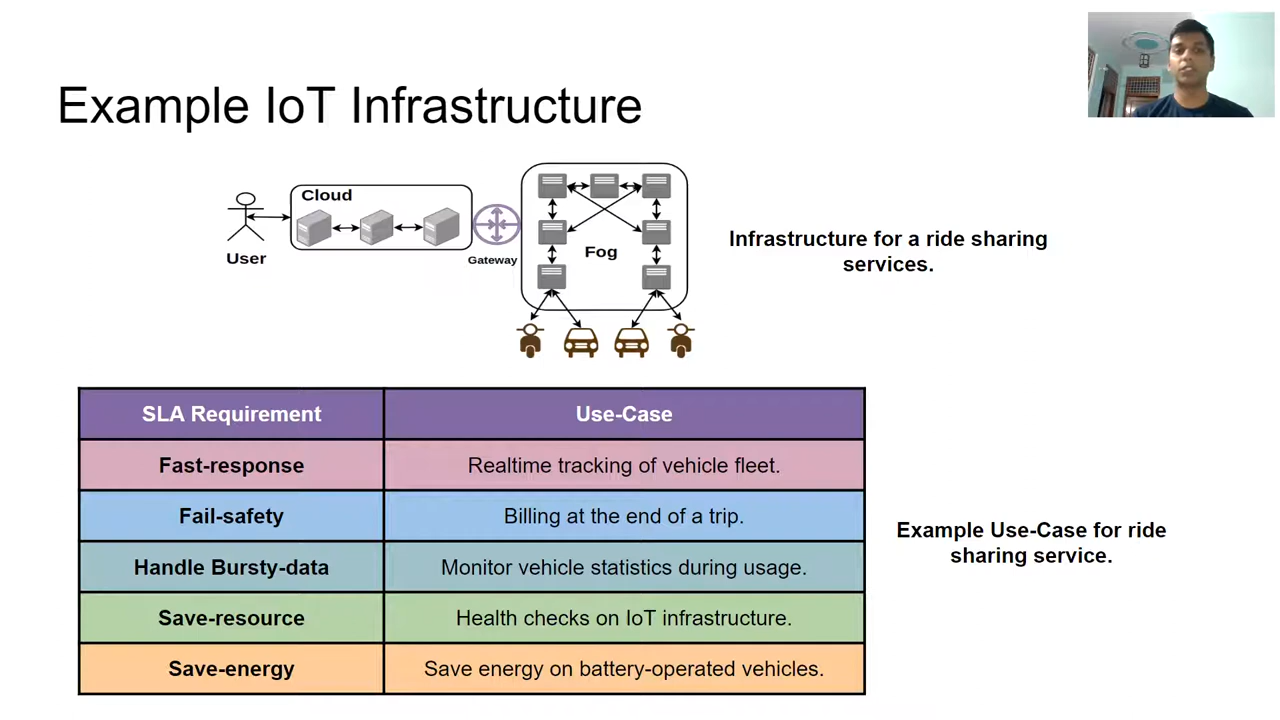 Example IoT Infrastructure
Cloud
User
Gateway
Fog
Infrastructure for a ride sharing
services.
SLA Requirement
Use-Case
Fast-response
Realtime tracking of vehicle fleet.
Fail-safety
Billing at the end of a trip.
Handle Bursty-data
Monitor vehicle statistics during usage.
Save-resource
Health checks on IoT infrastructure.
Save-energy
Save energy on battery-operated vehicles.
Example Use-Case for ride
sharing service.